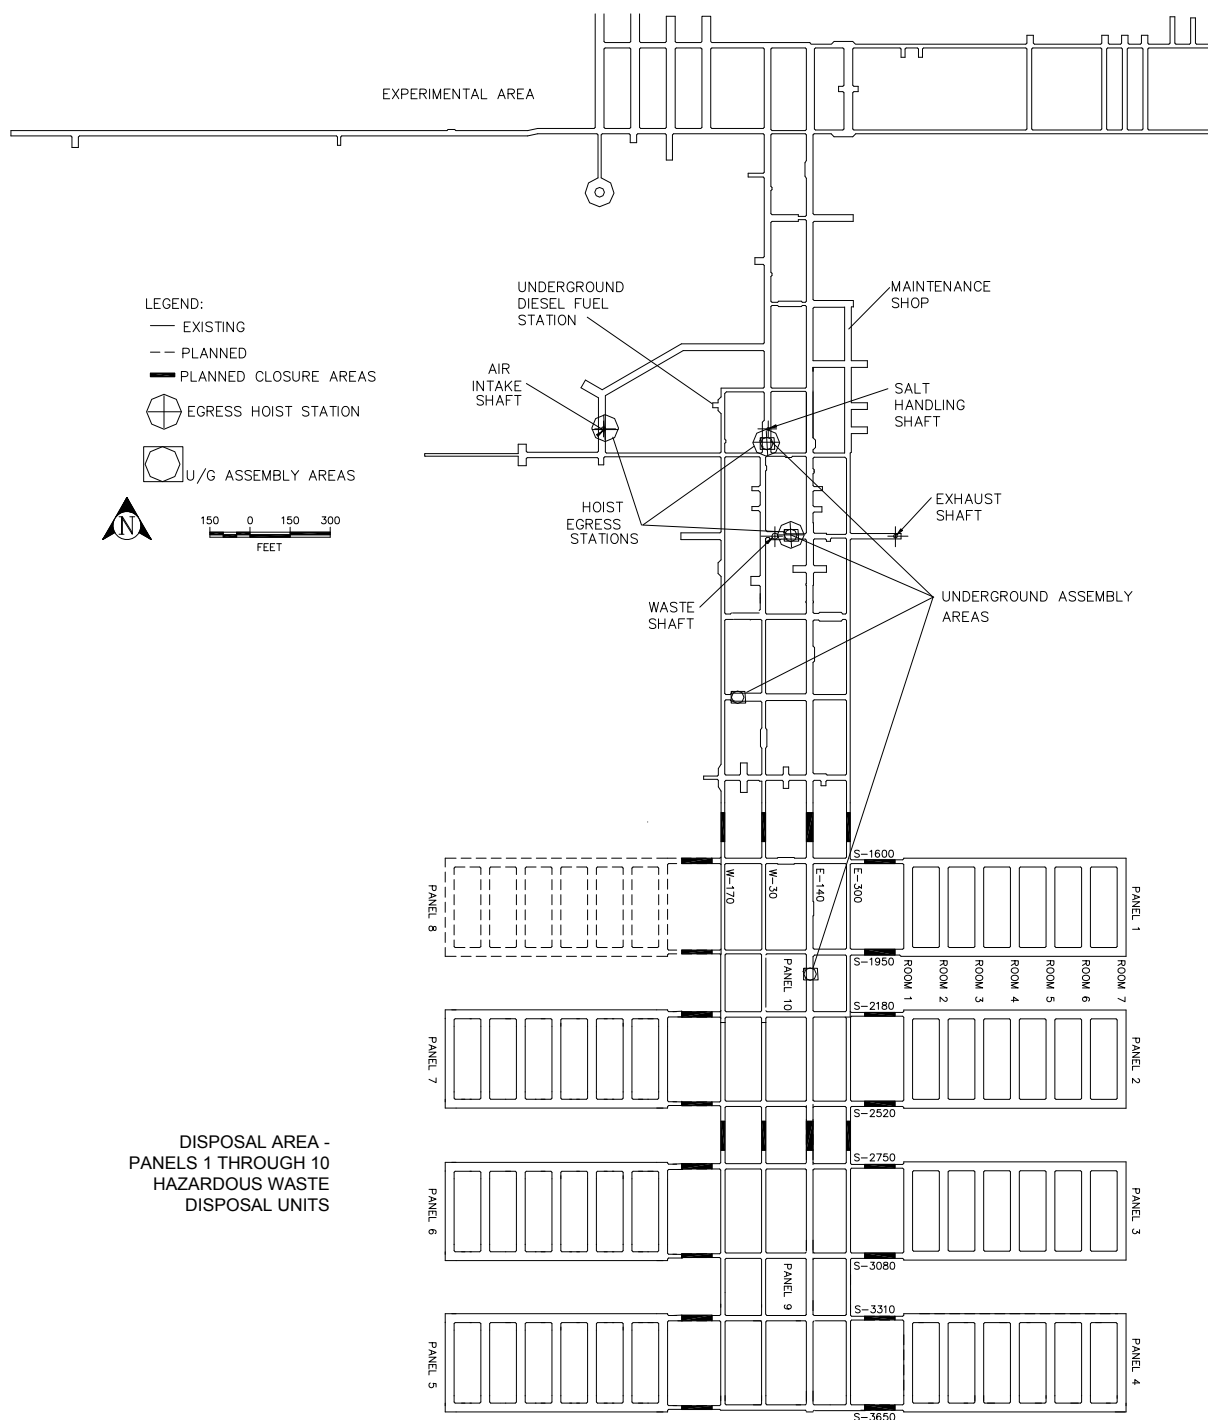 EXPERIMENTAL AREA
UNDERGROUND
DIESEL FUEL
STATION
MAINTENANCE
SHOP
LEGEND:
EXISTING
PLANNED
PLANNED CLOSURE AREAS
EGRESS HOIST STATION
U/G ASSEMBLY AREAS
AIR
INTAKE
SHAFT
SALT
HANDLING
SHAFT
N
150 0 150 300
FEET
HOIST
EGRESS
STATIONS
EXHAUST
SHAFT
WASTE
SHAFT
UNDERGROUND ASSEMBLY
AREAS
S-1600
PANEL 8
W-170
W-30
E-140
E-300
PANEL 1
S-1950
PANEL 10
ROOM 1
ROOM 2
ROOM 3
ROOM 4
ROOM 5
ROOM 6
ROOM 7
S-2180
PANEL 7
PANEL 2
S-2520
DISPOSAL AREA -
PANELS 1 THROUGH 10
HAZARDOUS WASTE
DISPOSAL UNITS
S-2750
PANEL 6
PANEL 3
S-3080
PANEL 9
S-3310
PANEL 5
PANEL 4
S-3650